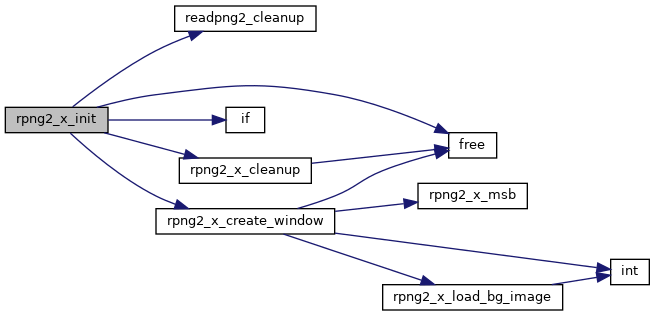 readpng2_cleanup
rpng2_x_init
if
free
rpng2_x_cleanup
rpng2_x_msb
rpng2_x_create_window
int
rpng2_x_load_bg_image